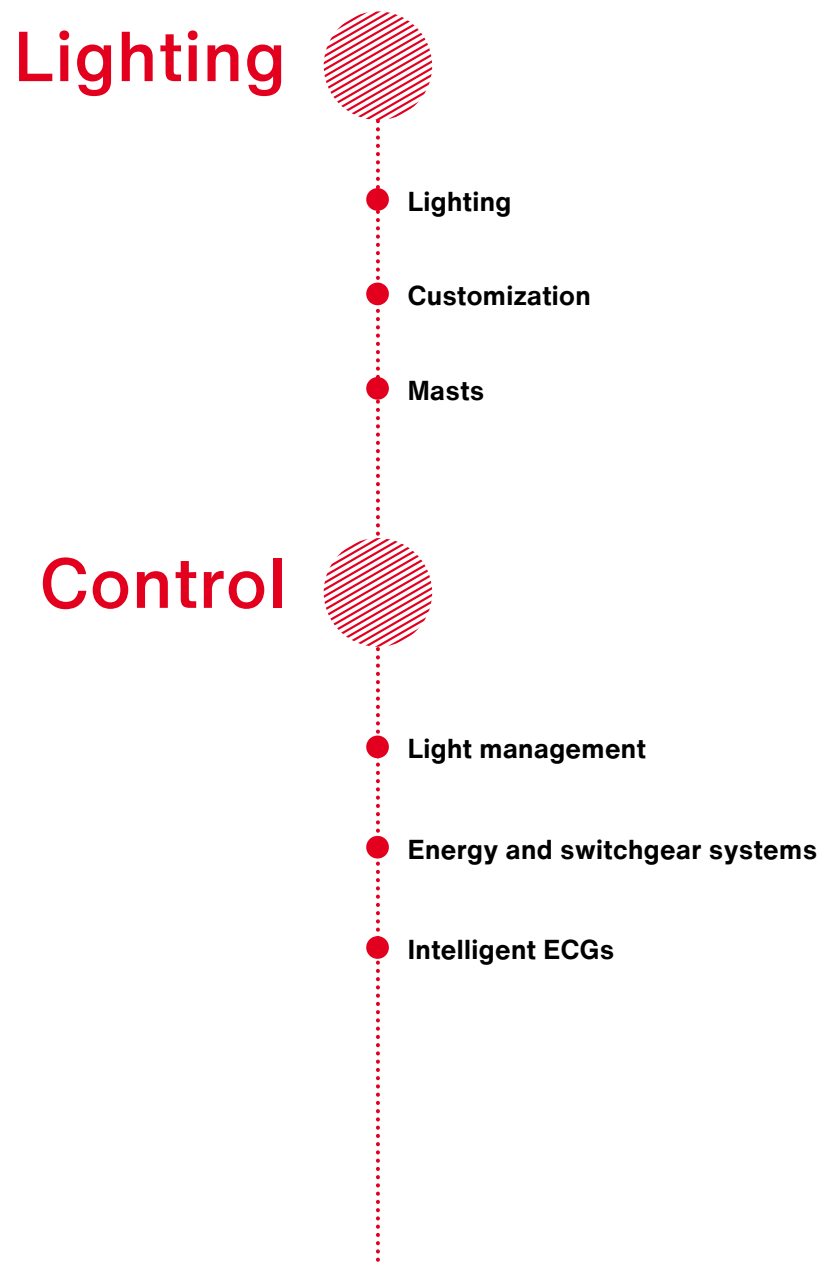 Lighting
Lighting
Customization
Masts
Control
Light management
Energy and switchgear systems
Intelligent ECGs